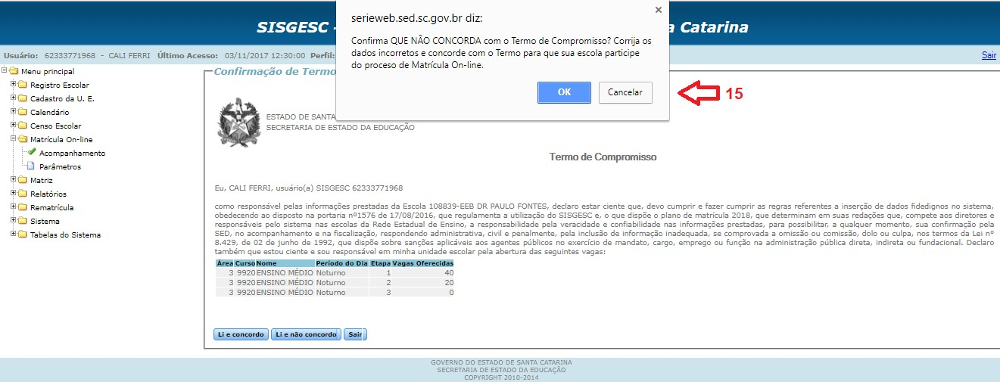 serieweb.sed.sc.gov.br diz:
Confirma QUE NÃO CONCORDA com o Termo de Compromisso? Corrija os
dados incorretos e concorde com o Termo para que sua escola participe
do proceso de Matrícula On-line.
OK
Cancelar
15
SISGESC -
a Catarina
Usuário: 62333771968 - CALI FERRI Último Acesso: 03/11/2017 12:30:00 Perfil:
Sair
Menu principal
Registro Escolar
Cadastro da U. E.
Calendário
Censo Escolar
Matrícula On-line
Acompanhamento
Parâmetros
Matriz
Relatórios
Rematrícula
Sistema
Tabelas do Sistema
Confirmação de Termo
ESTADO DE SANTA
SECRETARIA DE ESTADO DA EDUCAÇÃO
Termo de Compromisso
Eu, CALI FERRI, usuário(a) SISGESC 62333771968
como responsável pelas informações prestadas da Escola 108839-EEB DR PAULO FONTES, declaro estar ciente que, devo cumprir e fazer cumprir as regras referentes a inserção de dados fidedignos no sistema,
obedecendo ao disposto na portaria nº1576 de 17/08/2016, que regulamenta a utilização do SISGESC e, o que dispõe o plano de matrícula 2018, que determinam em suas redações que, compete aos diretores e
responsáveis pelo sistema nas escolas da Rede Estadual de Ensino, a responsabilidade pela veracidade e confiabilidade nas informações prestadas, para possibilitar, a qualquer momento, sua confirmação pela
SED, no acompanhamento e na fiscalização, respondendo administrativa, civil e penalmente, pela inclusão de informação inadequada, se comprovada a omissão ou comissão, dolo ou culpa, nos termos da Lei nº
8.429, de 02 de junho de 1992, que dispõe sobre sanções aplicáveis aos agentes públicos no exercício de mandato, cargo, emprego ou função na administração pública direta, indireta ou fundacional. Declaro
também que estou ciente e sou responsável em minha unidade escolar pela abertura das seguintes vagas:
Área Curso Nome Período do Dia Etapa Vagas Oferecidas
3 9920 ENSINO MÉDIO Noturno 1 40
3 9920 ENSINO MÉDIO Noturno 2 20
3 9920 ENSINO MÉDIO Noturno 3 0
Li e concordo Li e não concordo Sair
GOVERNO DO ESTADO DE SANTA CATARINA
SECRETARIA DE ESTADO DA EDUCAÇÃO
COPYRIGHT 2010-2014